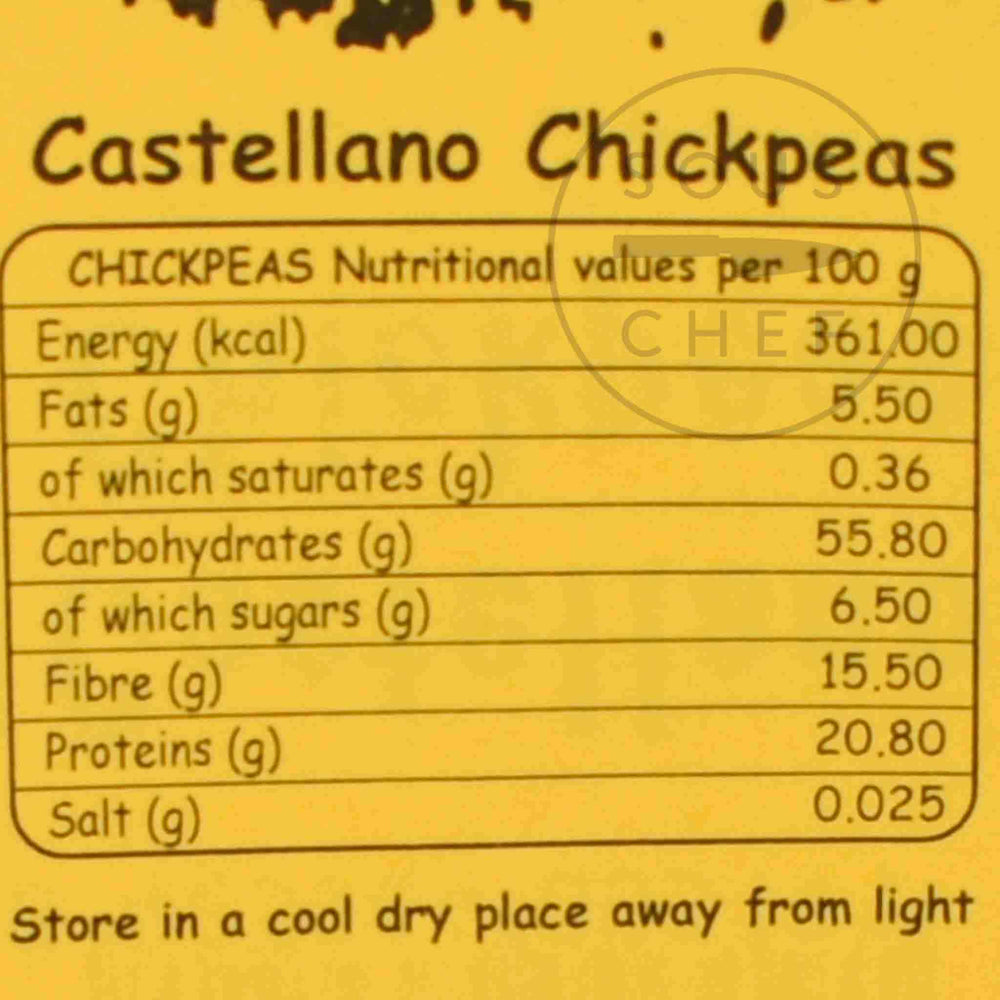 Castellano Chickpeas
SOUS
CHEF
CHICKPEAS Nutritional values per 100 g
Energy (kcal) 361,00
Fats (g) 5.50
of which saturates (g) 0.36
Carbohydrates (g) 55.80
of which sugars (g) 6.50
Fibre (g) 15.50
Proteins (g) 20.80
Salt (g) 0.025
Store in a cool dry place away from light